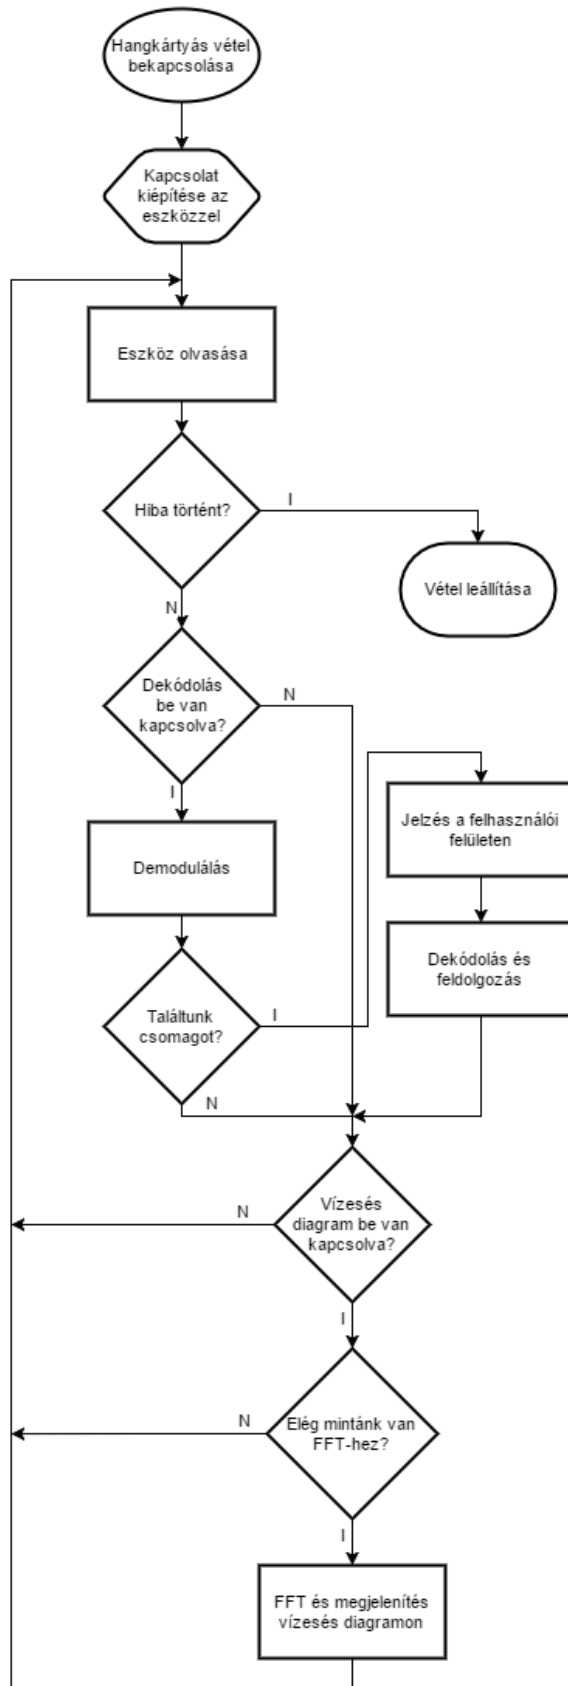 Hangkártyás vétel
bekapcsolása
Kapcsolat
kiépítése az
eszközzel
Eszköz olvasása
Hiba történt?
I
Vétel leállítása
N
Dekódolás
be van
kapcsolva?
N
I
Jelzés a felhasználói
felületen
Demodulálás
Dekódolás és
feldolgozás
Találtunk
csomagot?
I
N
Vízesés
diagram be van
kapcsolva?
N
I
Elég mintánk van
FFT-hez?
N
I
FFT és megjelenítés
vízesés diagramon